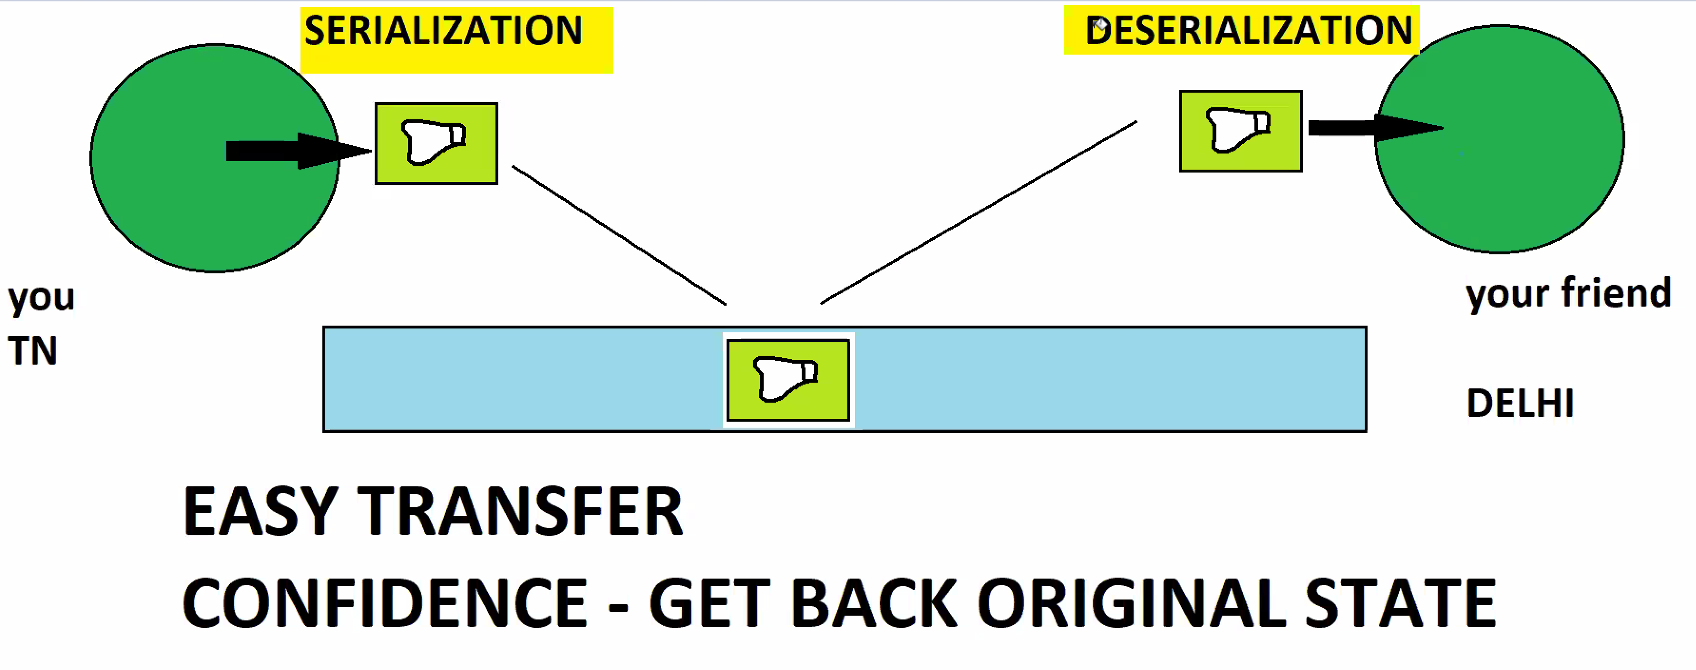 SERIALIZATION
DESERIALIZATION
you
TN
your friend
DELHI
EASY TRANSFER
CONFIDENCE - GET BACK ORIGINAL STATE